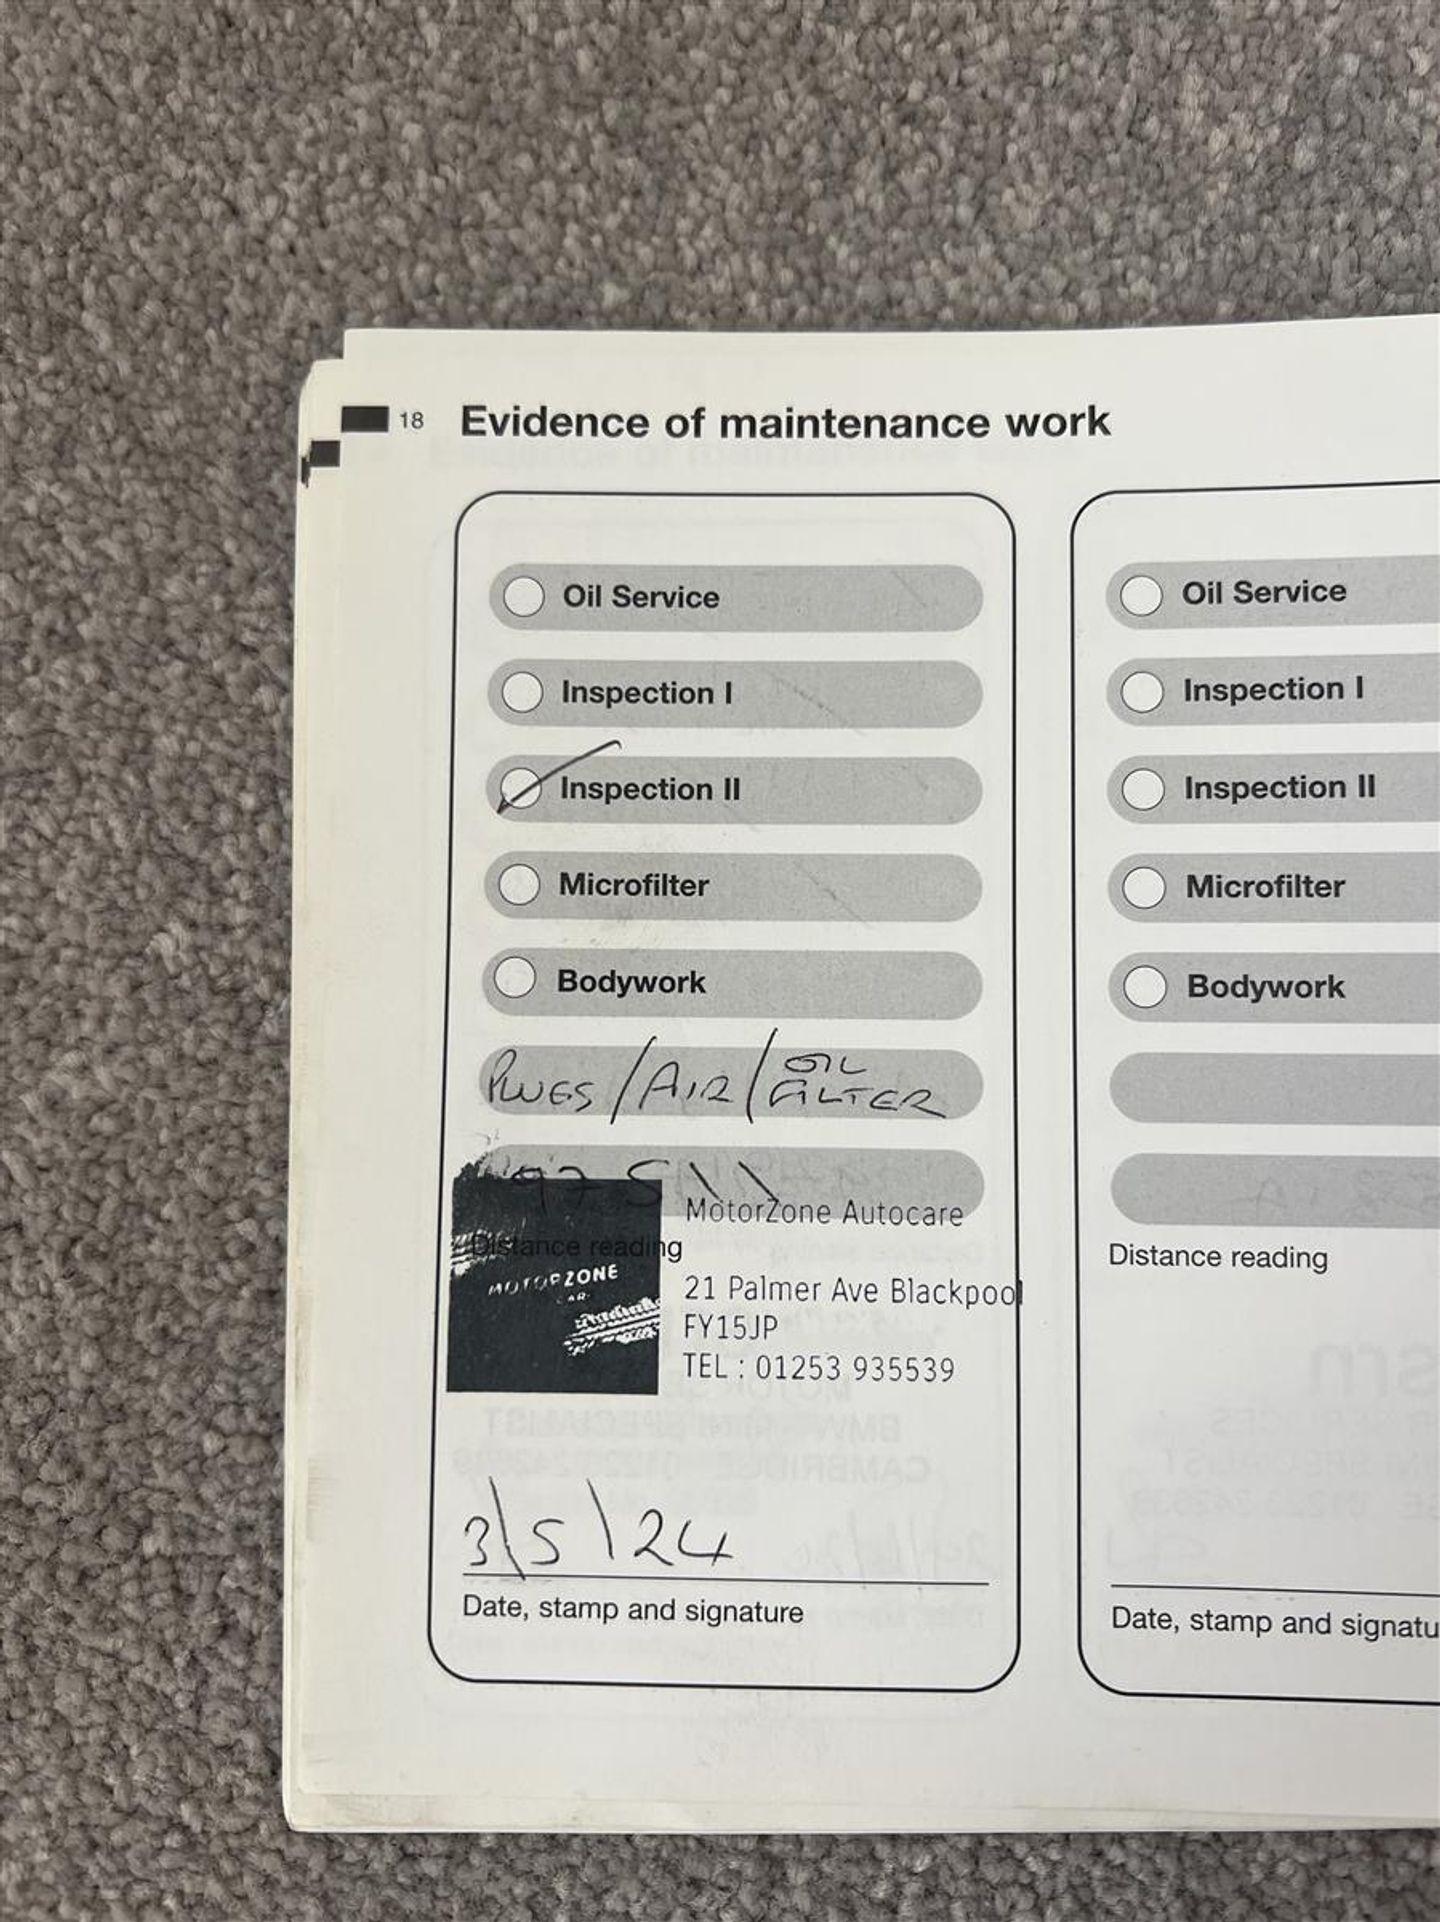 18 Evidence of maintenance work
Oil Service
Inspection I
Inspection II
Microfilter
Bodywork
PLUGS / AIR / OIL
FILTER
MotorZone Autocare
Distance reading
MOTORZONE
CAR
21 Palmer Ave Blackpool
FY15JP
TEL : 01253 935539
3\5\24
Date, stamp and signature
Oil Service
Inspection I
Inspection II
Microfilter
Bodywork
Distance reading
Date, stamp and signatu